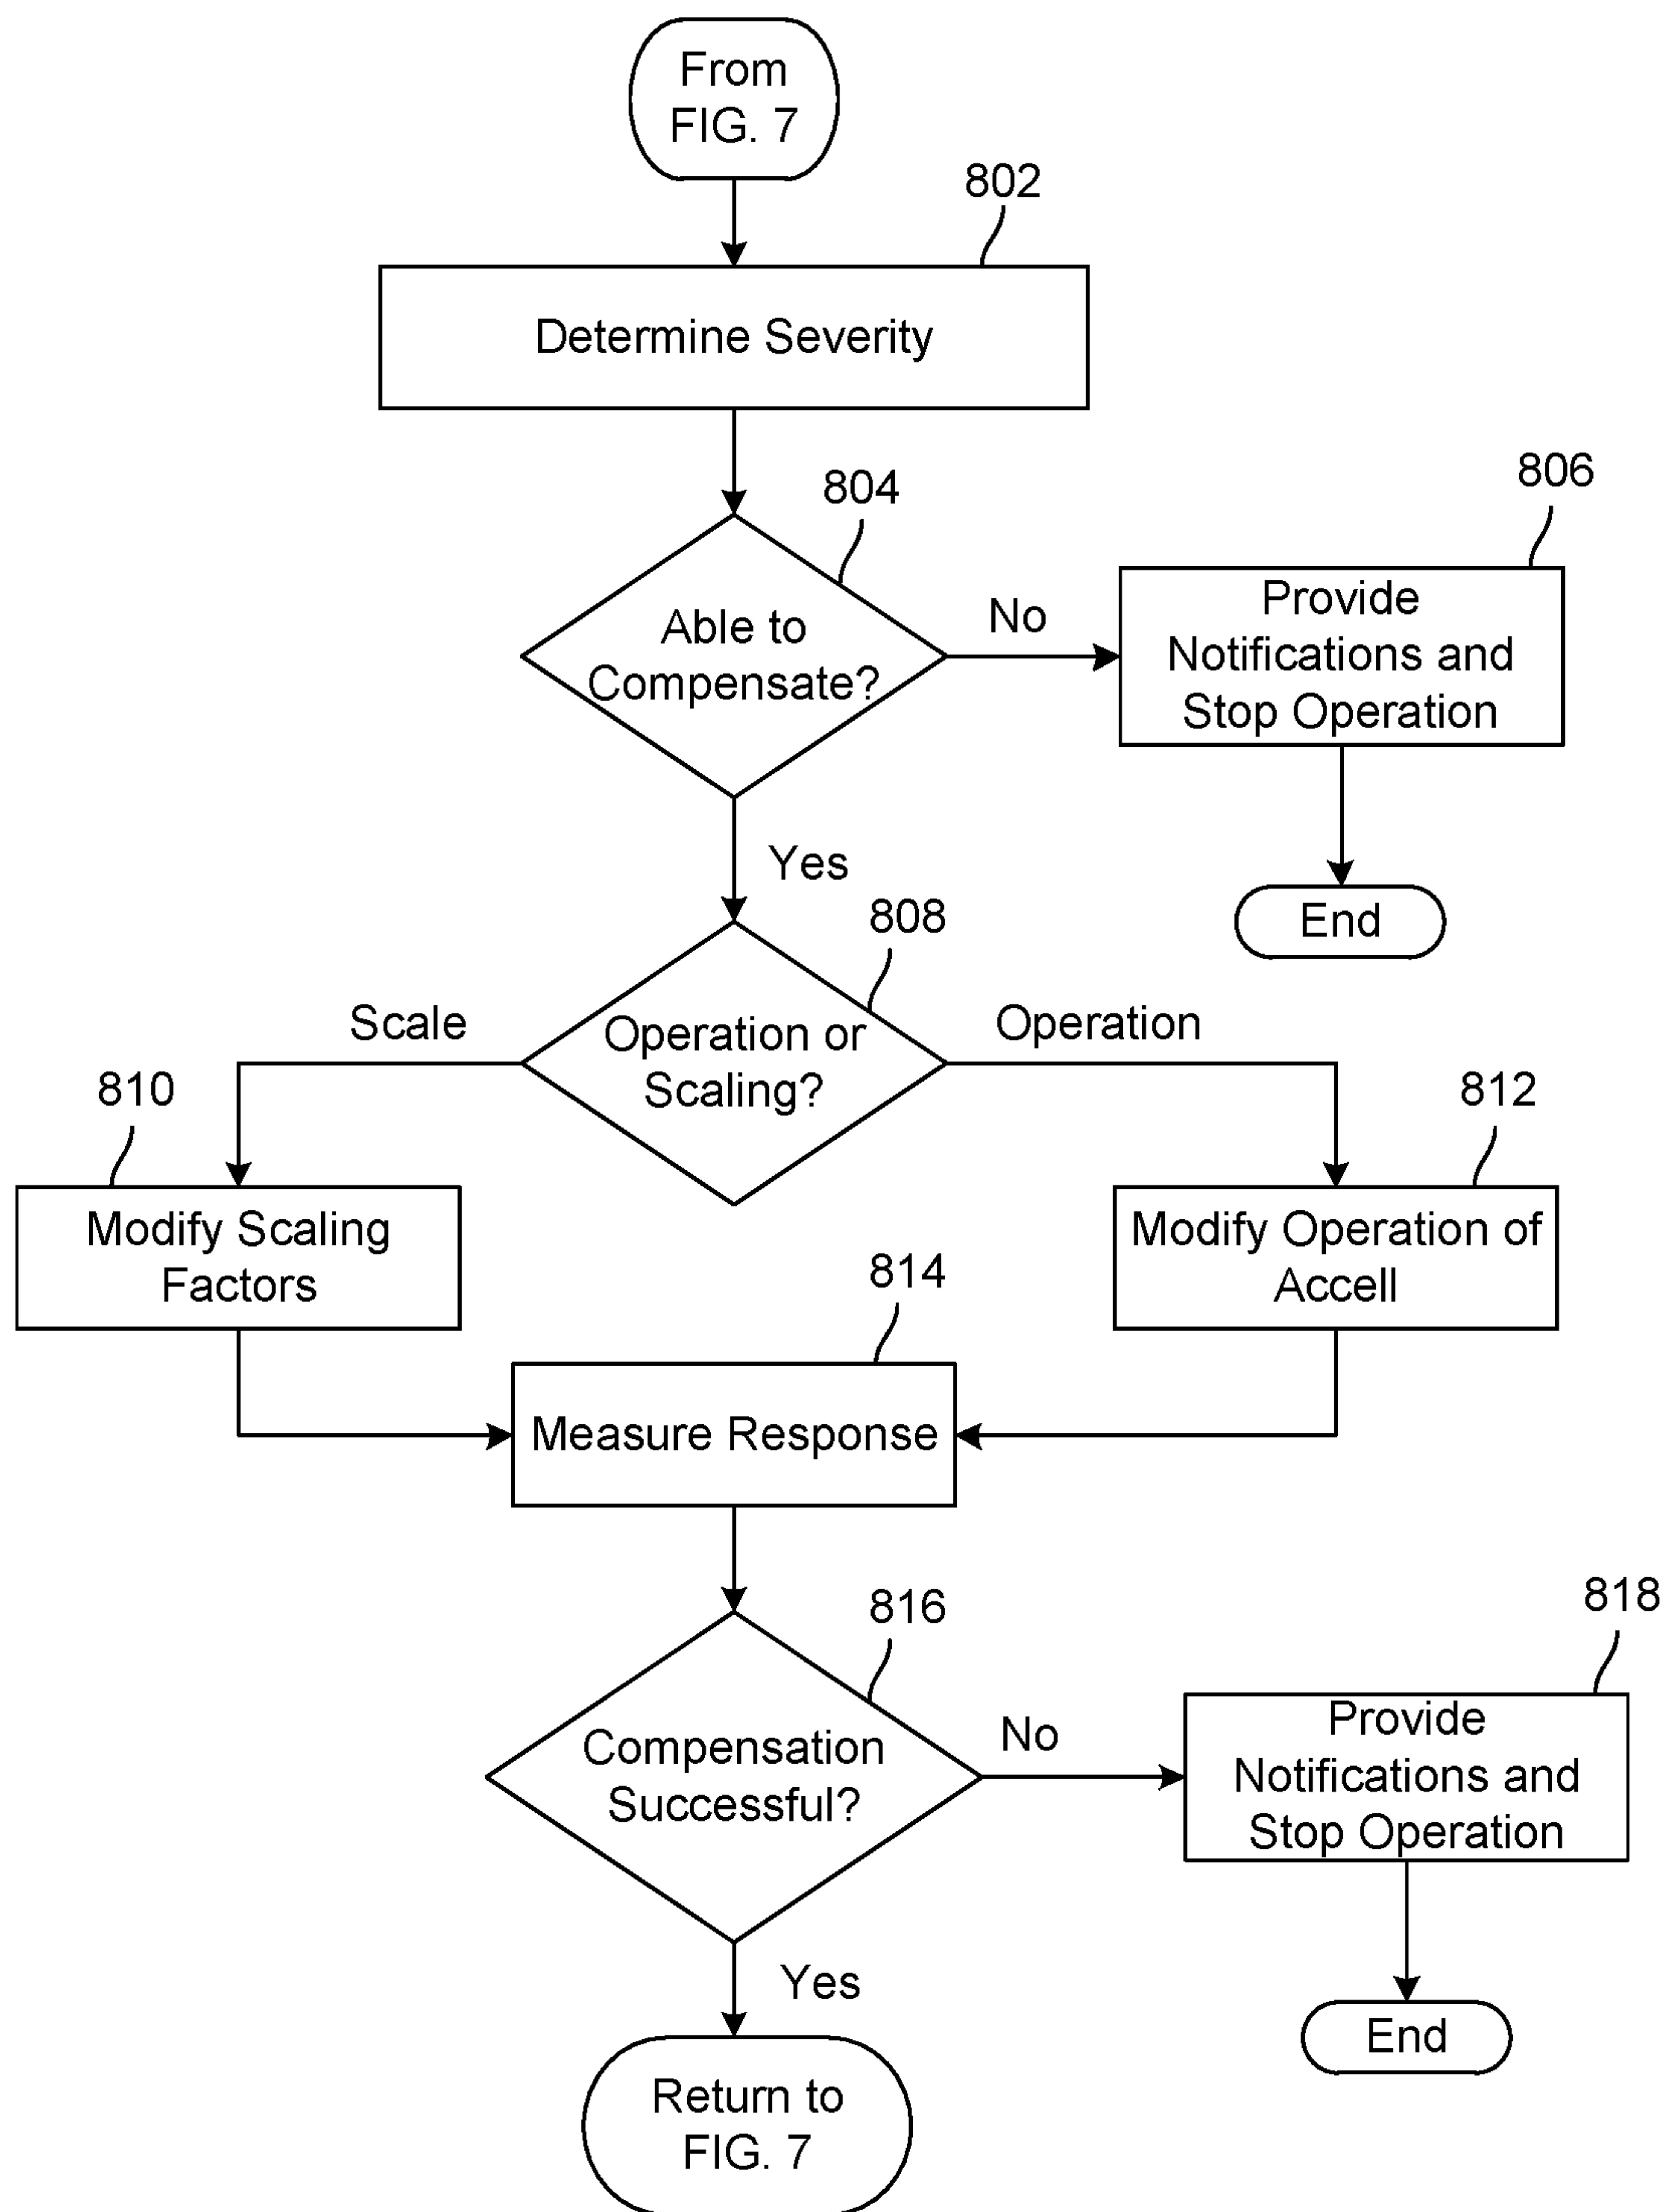 From
FIG. 7
802
Determine Severity
804
806
Able to
Compensate?
No
Provide
Notifications and
Stop Operation
Yes
End
808
Scale
Operation or
Scaling?
Operation
810
812
Modify Scaling
Factors
Modify Operation of
Accell
814
Measure Response
816
818
Compensation
Successful?
No
Provide
Notifications and
Stop Operation
Yes
End
Return to
FIG. 7